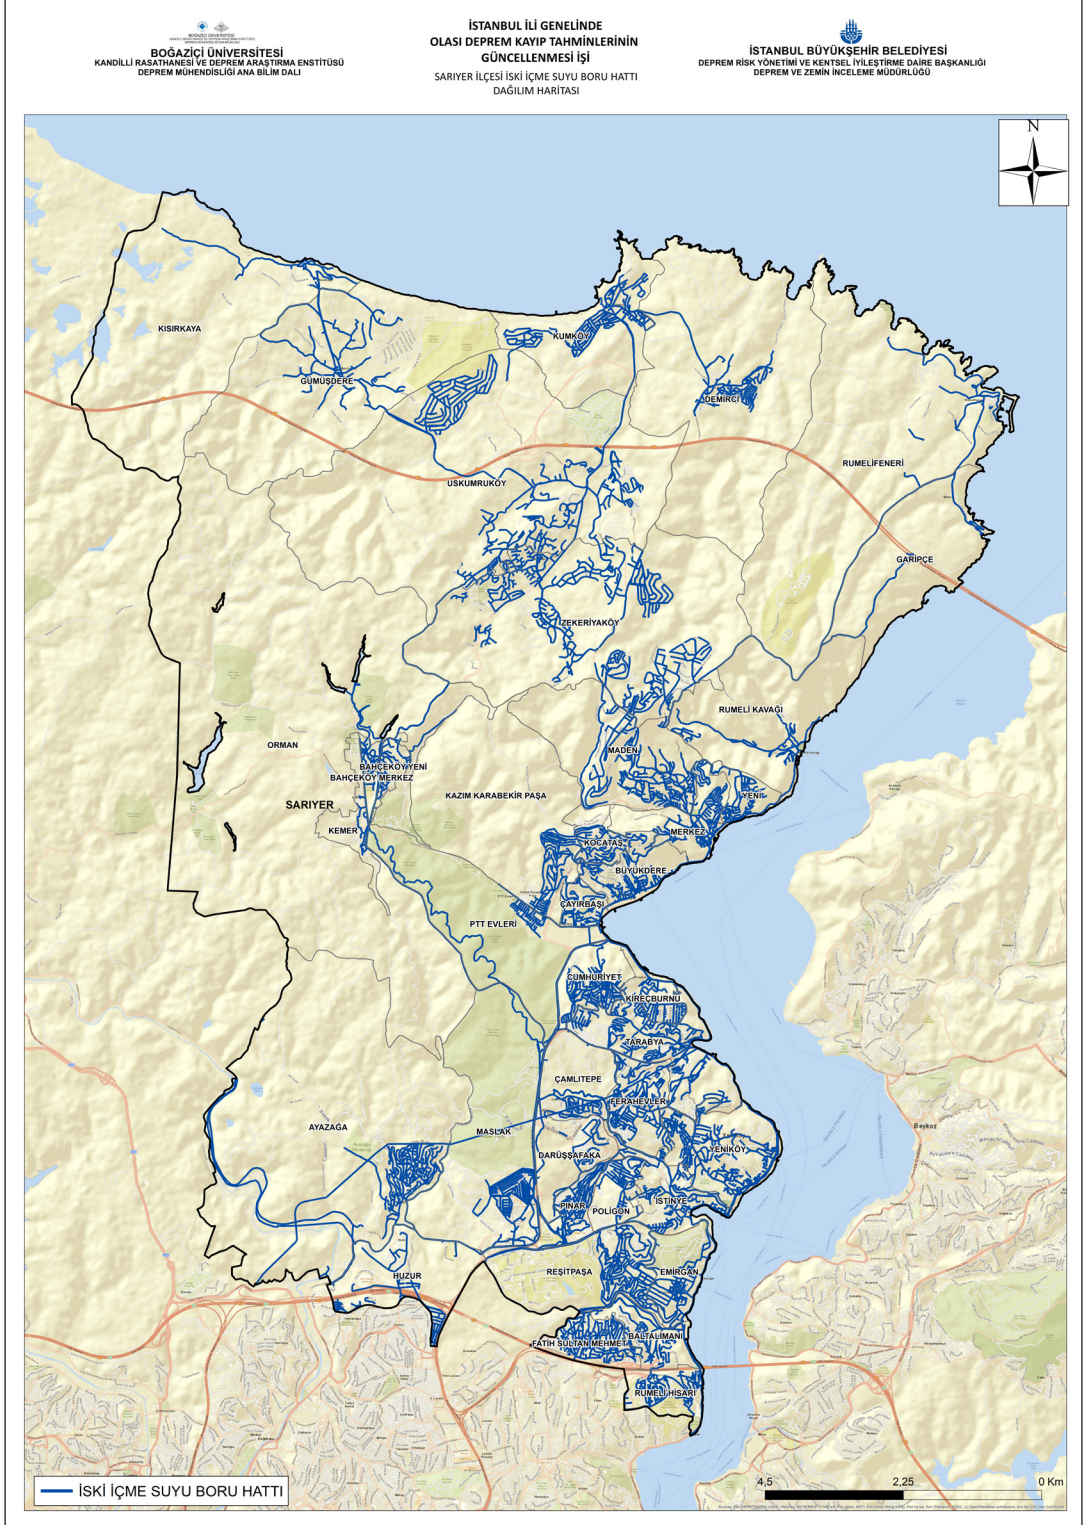 BOĞAZİÇİ ÜNİVERSİTESİ
BOĞAZİÇİ ÜNİVERSİTESİ
KANDİLLİ RASATHANESİ VE DEPREM ARAŞTIRMA ENSTİTÜSÜ
DEPREM MÜHENDİSLİĞİ ANA BİLİM DALI
İSTANBUL İLİ GENELİNDE
OLASI DEPREM KAYIP TAHMİNLERİNİN
GÜNCELLENMESİ İŞİ
SARIYER İLÇESİ İSKİ İÇME SUYU BORU HATTI
DAĞILIM HARİTASI
İSTANBUL BÜYÜKŞEHİR BELEDİYESİ
DEPREM RİSK YÖNETİMİ VE KENTSEL İYİLEŞTİRME DAİRE BAŞKANLIĞI
DEPREM VE ZEMİN İNCELEME MÜDÜRLÜĞÜ
N
KISIRKAYA
KUMKÖY
GÜMÜŞDERE
DEMİRCİ
RUMELİFENERİ
USKUMRUKÖY
GARİPÇE
ZEKERİYAKÖY
RUMELİ KAVAĞI
ORMAN
MADEN
BAHÇEKÖY YENİ
BAHÇEKÖY MERKEZ
KAZIM KARABEKİR PAŞA
YENİ
SARIYER
KEMER
MERKEZ
KOCATAŞ
BÜYÜKDERE
ÇAYIRBAŞI
PTT EVLERİ
CUMHURİYET
KİREÇBURNU
TARABYA
ÇAMLITEPE
FERAHEVLER
AYAZAĞA
MASLAK
Beykoz
YENİKÖY
DARÜŞŞAFAKA
İSTİNYE
PINAR
POLİGON
REŞİTPAŞA
EMİRGAN
HUZUR
BALTALİMANI
FATİH SULTAN MEHMET
RUMELİ HİSARI
İSKİ İÇME SUYU BORU HATTI
4,5 2,25 0 Km